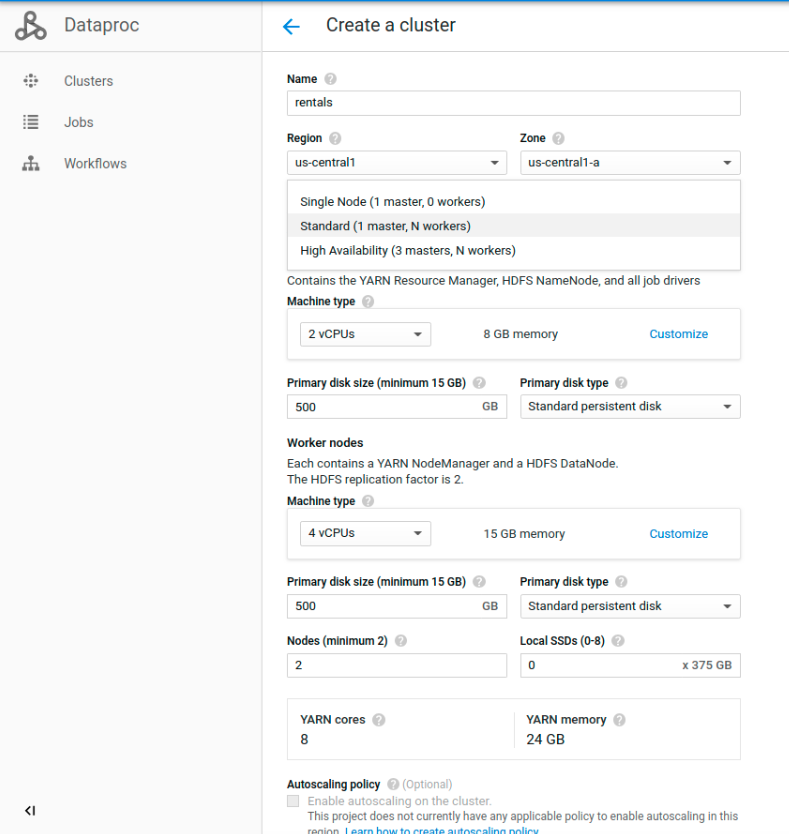 Dataproc
Create a cluster
Clusters
Jobs
Workflows
Name ?
rentals
Region ? Zone ?
us-central1 us-central1-a
Single Node (1 master, 0 workers)
Standard (1 master, N workers)
High Availability (3 masters, N workers)
Contains the YARN Resource Manager, HDFS NameNode, and all job drivers
Machine type ?
2 vCPUs 8 GB memory Customize
Primary disk size (minimum 15 GB) ? Primary disk type ?
500 GB Standard persistent disk
Worker nodes
Each contains a YARN NodeManager and a HDFS DataNode.
The HDFS replication factor is 2.
Machine type ?
4 vCPUs 15 GB memory Customize
Primary disk size (minimum 15 GB) ? Primary disk type ?
500 GB Standard persistent disk
Nodes (minimum 2) ? Local SSDs (0-8) ?
2 0 x 375 GB
YARN cores ? YARN memory ?
8 24 GB
Autoscaling policy ? (Optional)
Enable autoscaling on the cluster.
This project does not currently have any applicable policy to enable autoscaling in this
region. Learn how to create autoscaling policy